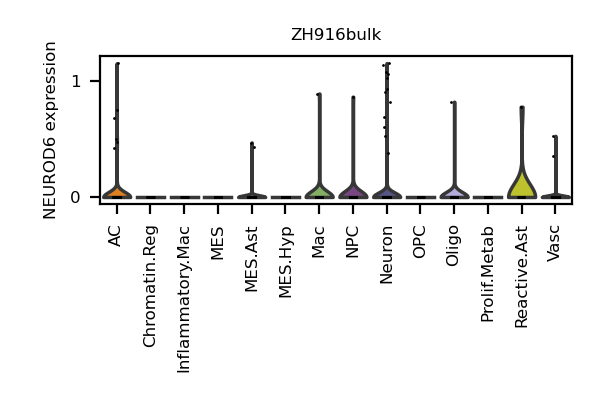 ZH916bulk
NEUROD6 expression
1
0
AC
Chromatin.Reg
Inflammatory.Mac
MES
MES.Ast
MES.Hyp
Mac
NPC
Neuron
OPC
Oligo
Prolif.Metab
Reactive.Ast
Vasc